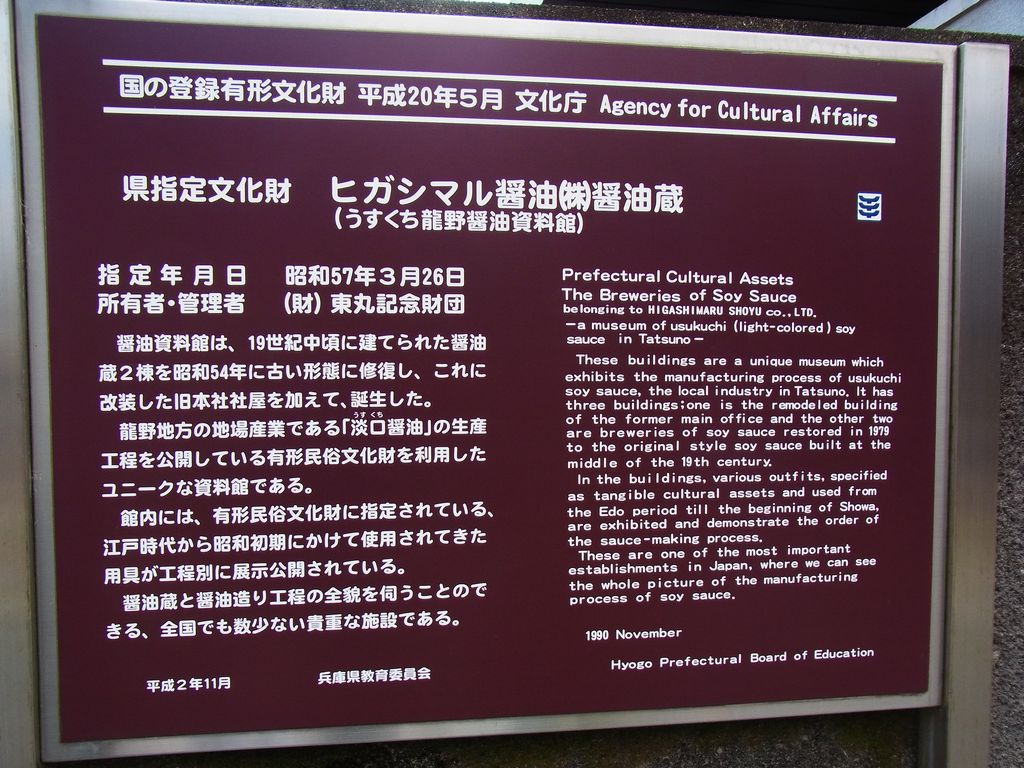 国の登録有形文化財 平成20年5月 文化庁 Agency for Cultural Affairs
県指定文化財 ヒガシマル醤油㈱醤油蔵
(うすくち龍野醤油資料館)
指定年月日 昭和57年3月26日
所有者・管理者 (財)東丸記念財団
醤油資料館は、19世紀中頃に建てられた醤油
蔵2棟を昭和54年に古い形態に修復し、これに
改装した旧本社社屋を加えて、誕生した。
龍野地方の地場産業である「淡口醤油」の生産
うす くち
工程を公開している有形民俗文化財を利用した
ユニークな資料館である。
館内には、有形民俗文化財に指定されている、
江戸時代から昭和初期にかけて使用されてきた
用具が工程別に展示公開されている。
醤油蔵と醤油造り工程の全貌を伺うことので
きる、全国でも数少ない貴重な施設である。
平成2年11月 兵庫県教育委員会
Prefectural Cultural Assets
The Breweries of Soy Sauce
belonging to HIGASHIMARU SHOYU co.,LTD.
—a museum of usukuchi (light-colored) soy
sauce in Tatsuno—
These buildings are a unique museum which
exhibits the manufacturing process of usukuchi
soy sauce, the local industry in Tatsuno. It has
three buildings;one is the remodeled building
of the former main office and the other two
are breweries of soy sauce restored in 1979
to the original style soy sauce built at the
middle of the 19th century.
In the buildings, various outfits, specified
as tangible cultural assets and used from
the Edo period till the beginning of Showa,
are exhibited and demonstrate the order of
the sauce-making process.
These are one of the most important
establishments in Japan, where we can see
the whole picture of the manufacturing
process of soy sauce.
1990 November
Hyogo Prefectural Board of Education